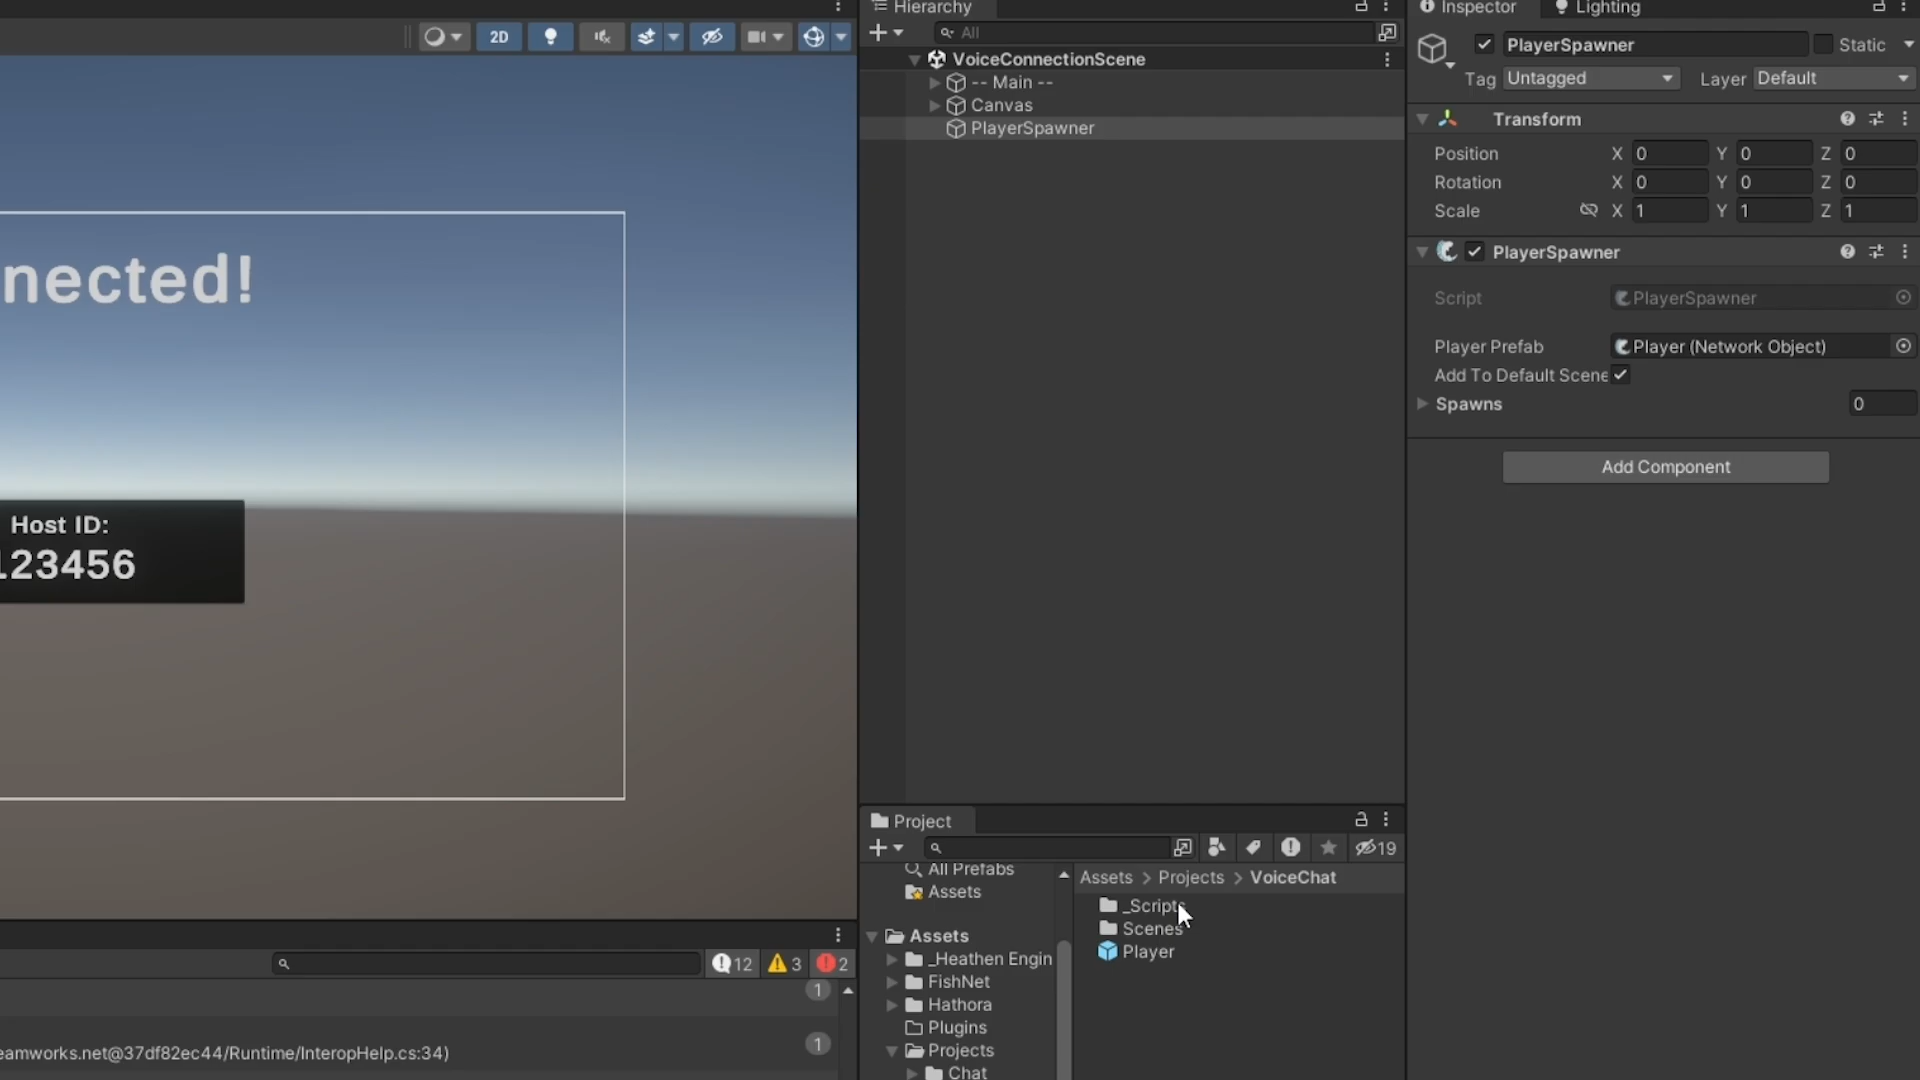 2D
nected!
Host ID:
123456
12
3
2
1
eamworks.net@37df82ec44/Runtime/InteropHelp.cs:34)
1
Hierarchy
All
VoiceConnectionScene
-- Main --
Canvas
PlayerSpawner
Project
19
All Prefabs
Assets
Assets
_Heathen Engin
FishNet
Hathora
Plugins
Projects
Chat
Assets > Projects > VoiceChat
_Scripts
Scenes
Player
Inspector
Lighting
PlayerSpawner
Static
Tag Untagged Layer Default
Transform
Position X 0 Y 0 Z 0
Rotation X 0 Y 0 Z 0
Scale X 1 Y 1 Z 1
PlayerSpawner
Script PlayerSpawner
Player Prefab Player (Network Object)
Add To Default Scene
Spawns 0
Add Component